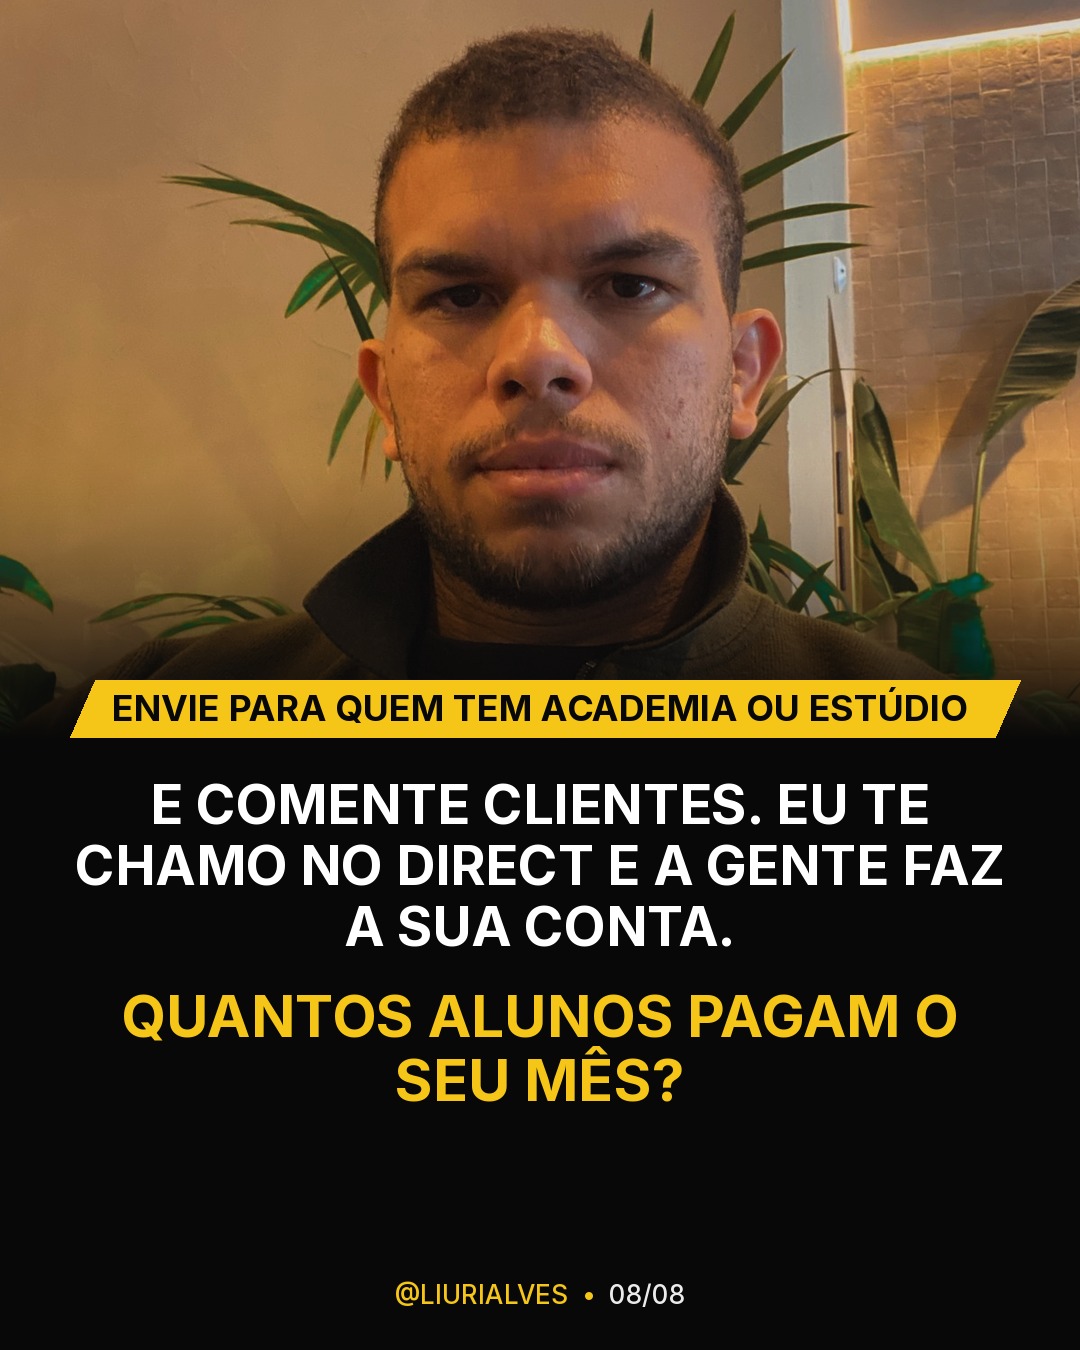 ENVIE PARA QUEM TEM ACADEMIA OU ESTÚDIO
E COMENTE CLIENTES. EU TE
CHAMO NO DIRECT E A GENTE FAZ
A SUA CONTA.
QUANTOS ALUNOS PAGAM O
SEU MÊS?
@LIURIALVES • 08/08